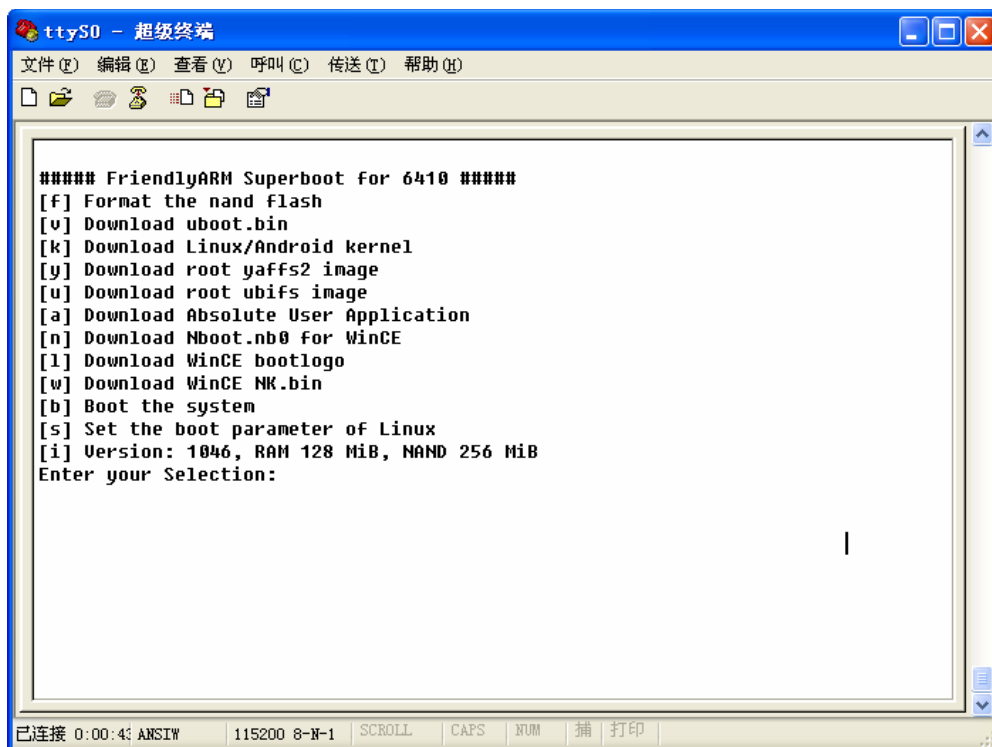 ttyS0 - 超级终端
文件(F) 编辑(E) 查看(V) 呼叫(C) 传送(T) 帮助(H)
##### FriendlyARM Superboot for 6410 #####
[f] Format the nand flash
[v] Download uboot.bin
[k] Download Linux/Android kernel
[y] Download root yaffs2 image
[u] Download root ubifs image
[a] Download Absolute User Application
[n] Download Nboot.nb0 for WinCE
[l] Download WinCE bootlogo
[w] Download WinCE NK.bin
[b] Boot the system
[s] Set the boot parameter of Linux
[i] Version: 1046, RAM 128 MiB, NAND 256 MiB
Enter your Selection:
已连接 0:00:43 ANSIW 115200 8-N-1 SCROLL CAPS NUM 捕 打印